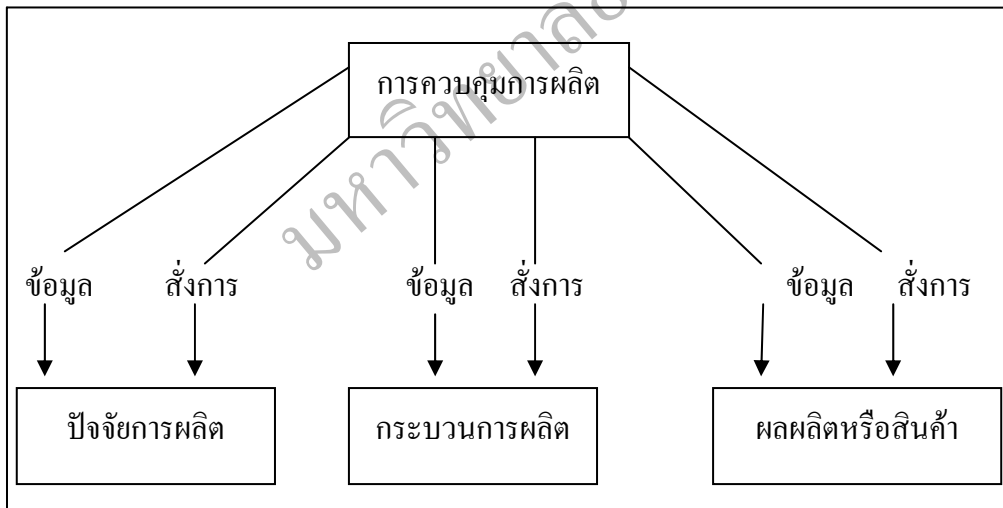 การควบคุมการผลิต
ข้อมูล สั่งการ ข้อมูล สั่งการ ข้อมูล สั่งการ
ปัจจัยการผลิต กระบวนการผลิต ผลผลิตหรือสินค้า